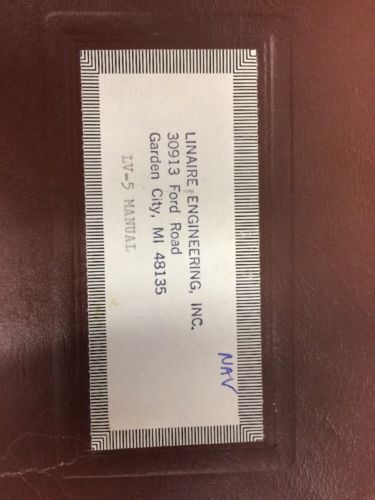 LINAIRE ENGINEERING, INC.
30913 Ford Road
Garden City, MI 48135
LV-5 MANUAL
NAV